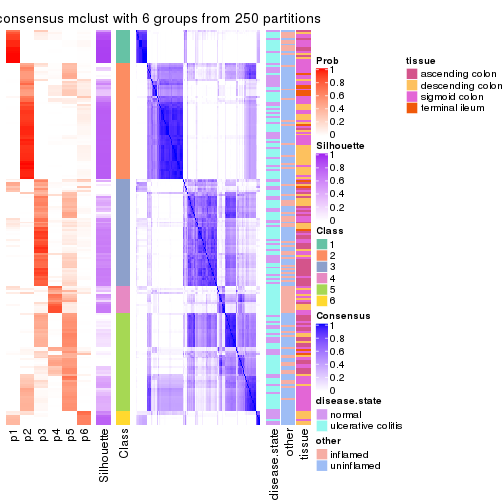 consensus mclust with 6 groups from 250 partitions
Prob
1
0.8
0.6
0.4
0.2
0
Silhouette
1
0.8
0.6
0.4
0.2
0
Class
1
2
3
4
5
6
Consensus
1
0.8
0.6
0.4
0.2
0
disease.state
normal
ulcerative colitis
other
inflamed
uninflamed
tissue
ascending colon
descending colon
sigmoid colon
terminal ileum
p1
p2
p3
p4
p5
p6
Silhouette
Class
disease.state
other
tissue